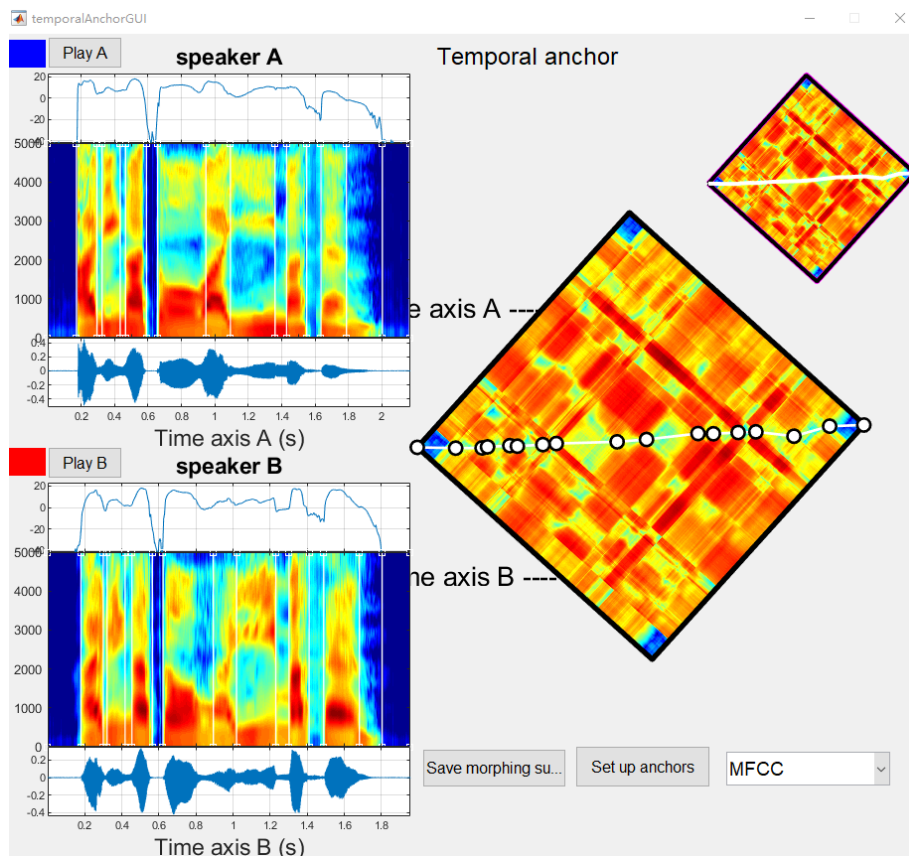 temporalAnchorGUI
Play A
speaker A
Temporal anchor
20
0
-20
5000
4000
3000
2000
1000
0
0.4
0.2
0
-0.2
-0.4
0.2 0.4 0.6 0.8 1 1.2 1.4 1.6 1.8 2
Time axis A (s)
e axis A ----
Play B
speaker B
20
0
-20
5000
4000
3000
2000
1000
0
me axis B ----
0.2
0
-0.2
-0.4
0.2 0.4 0.6 0.8 1 1.2 1.4 1.6 1.8
Time axis B (s)
Save morphing su...
Set up anchors
MFCC